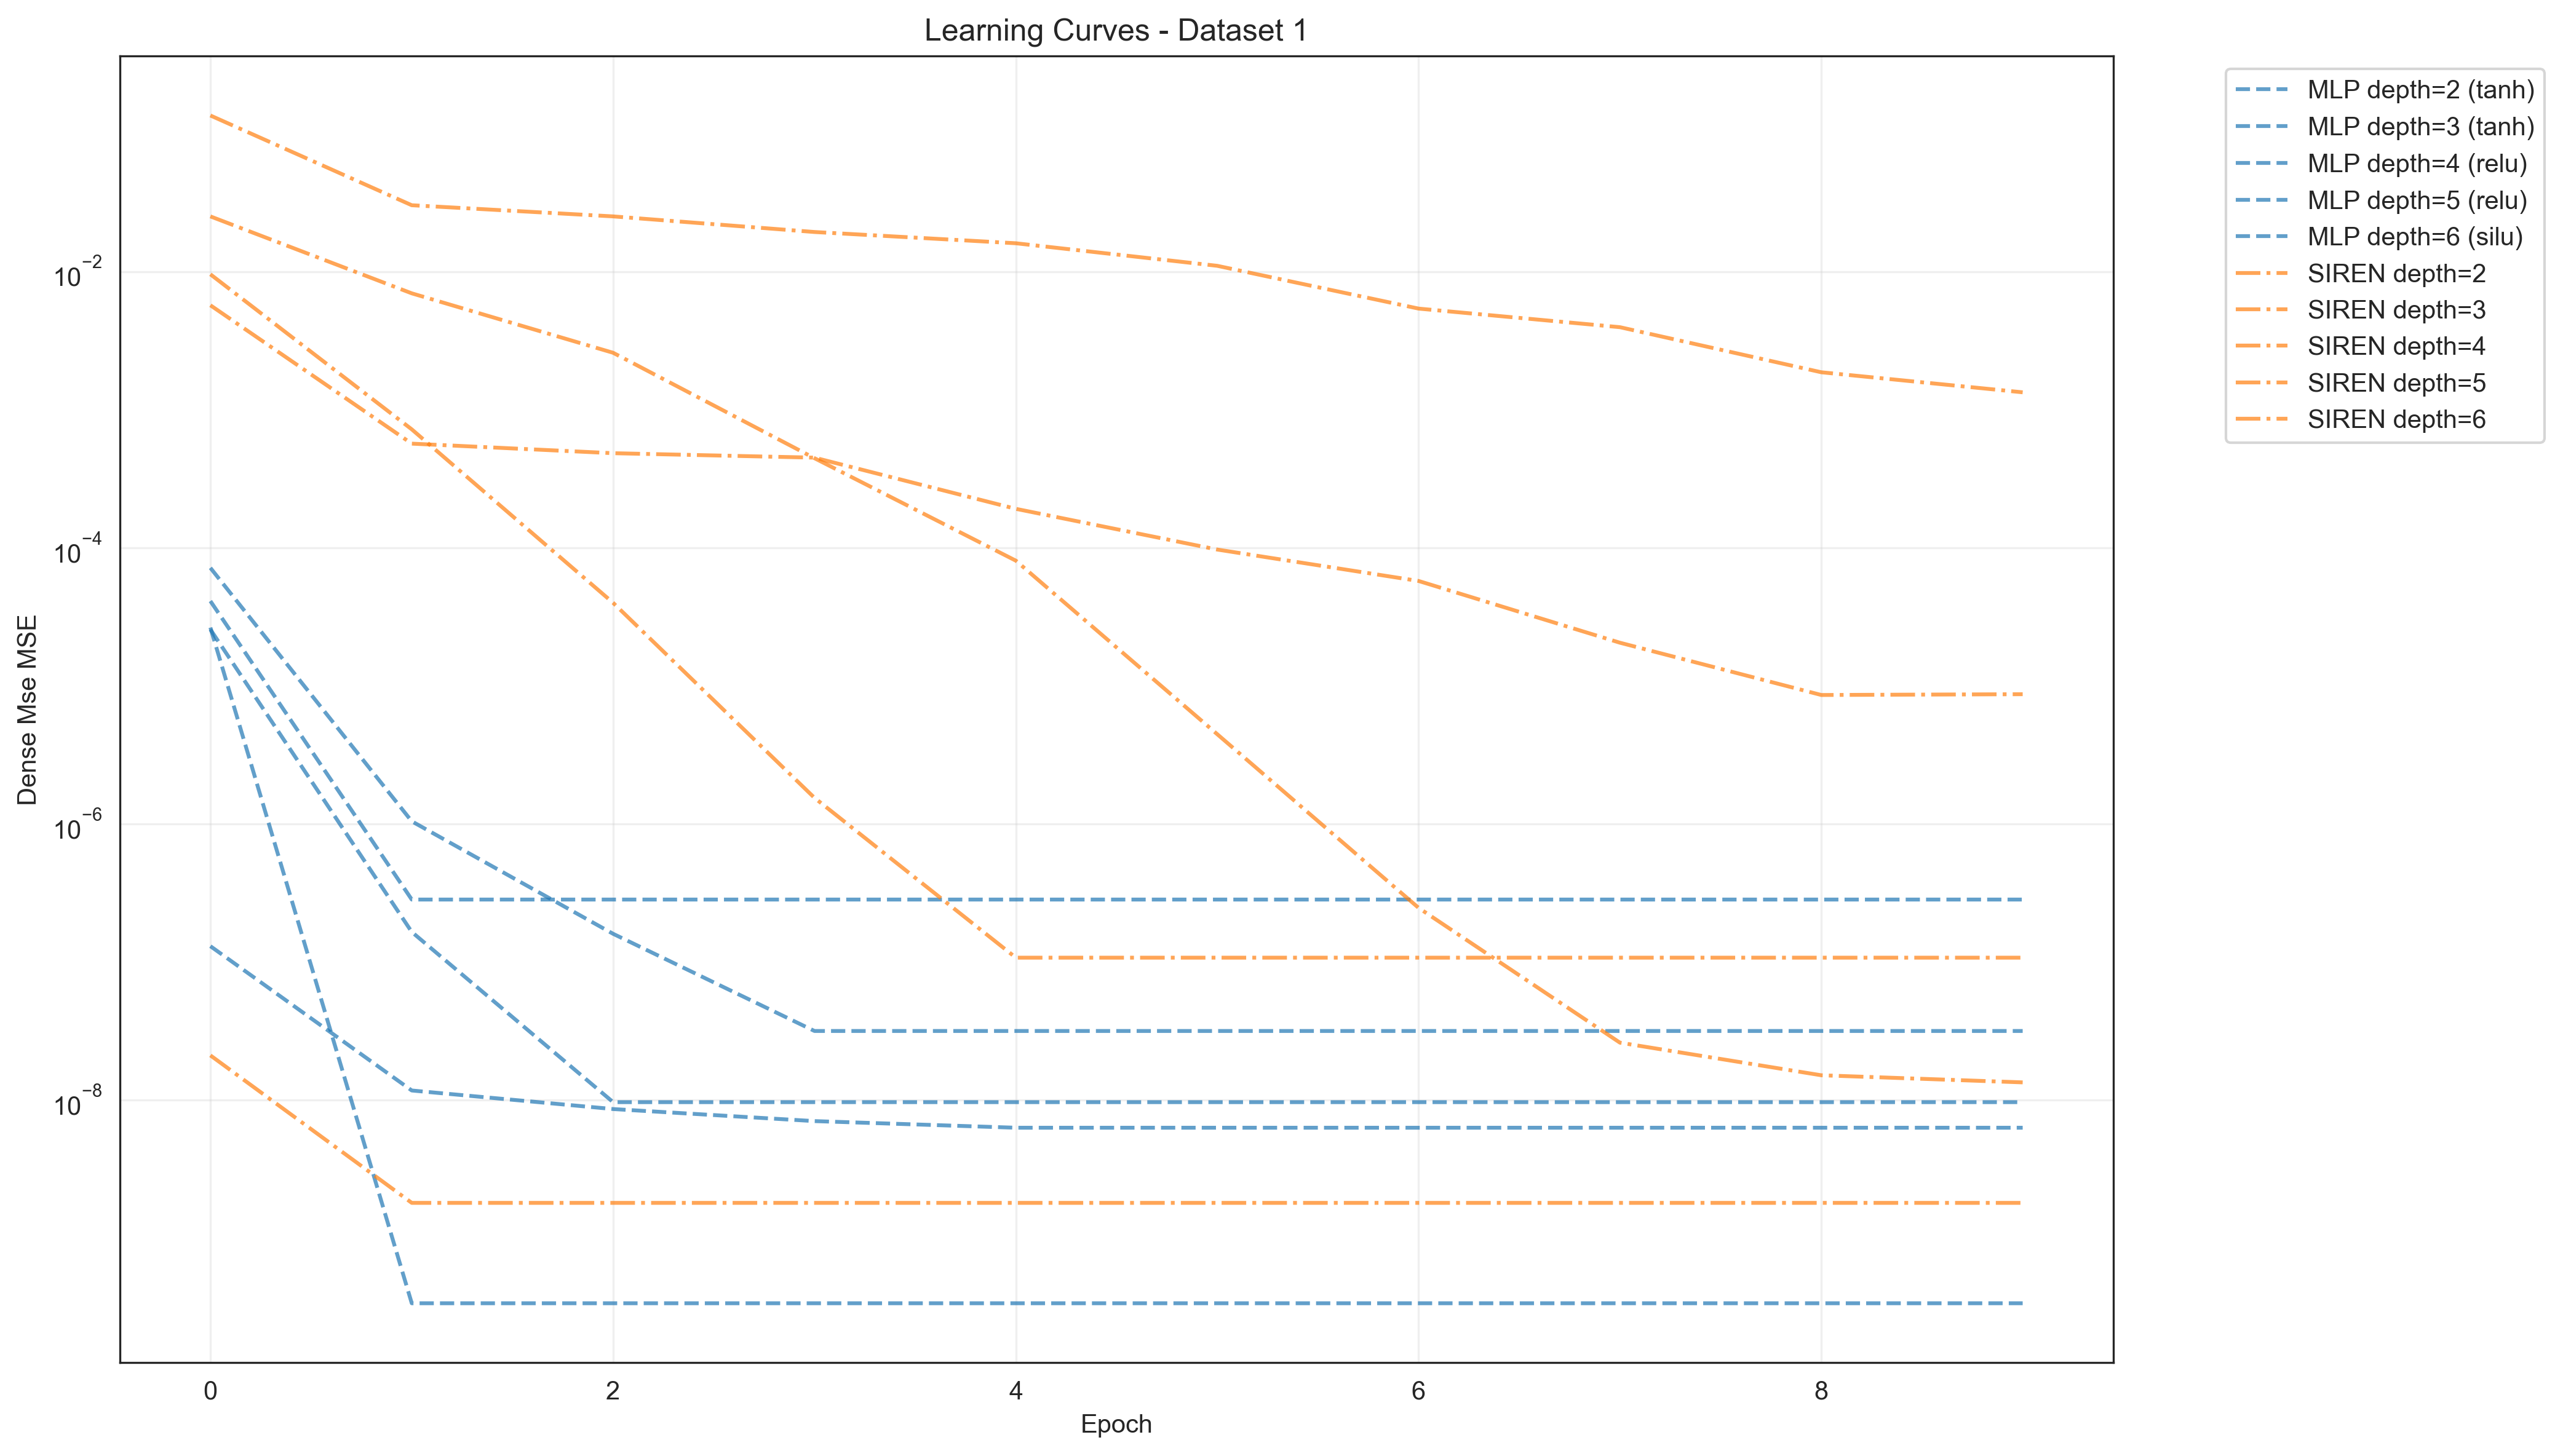 Learning Curves - Dataset 1
Dense Mse MSE
10⁻²
10⁻⁴
10⁻⁶
10⁻⁸
0 2 4 6 8
Epoch
MLP depth=2 (tanh)
MLP depth=3 (tanh)
MLP depth=4 (relu)
MLP depth=5 (relu)
MLP depth=6 (silu)
SIREN depth=2
SIREN depth=3
SIREN depth=4
SIREN depth=5
SIREN depth=6